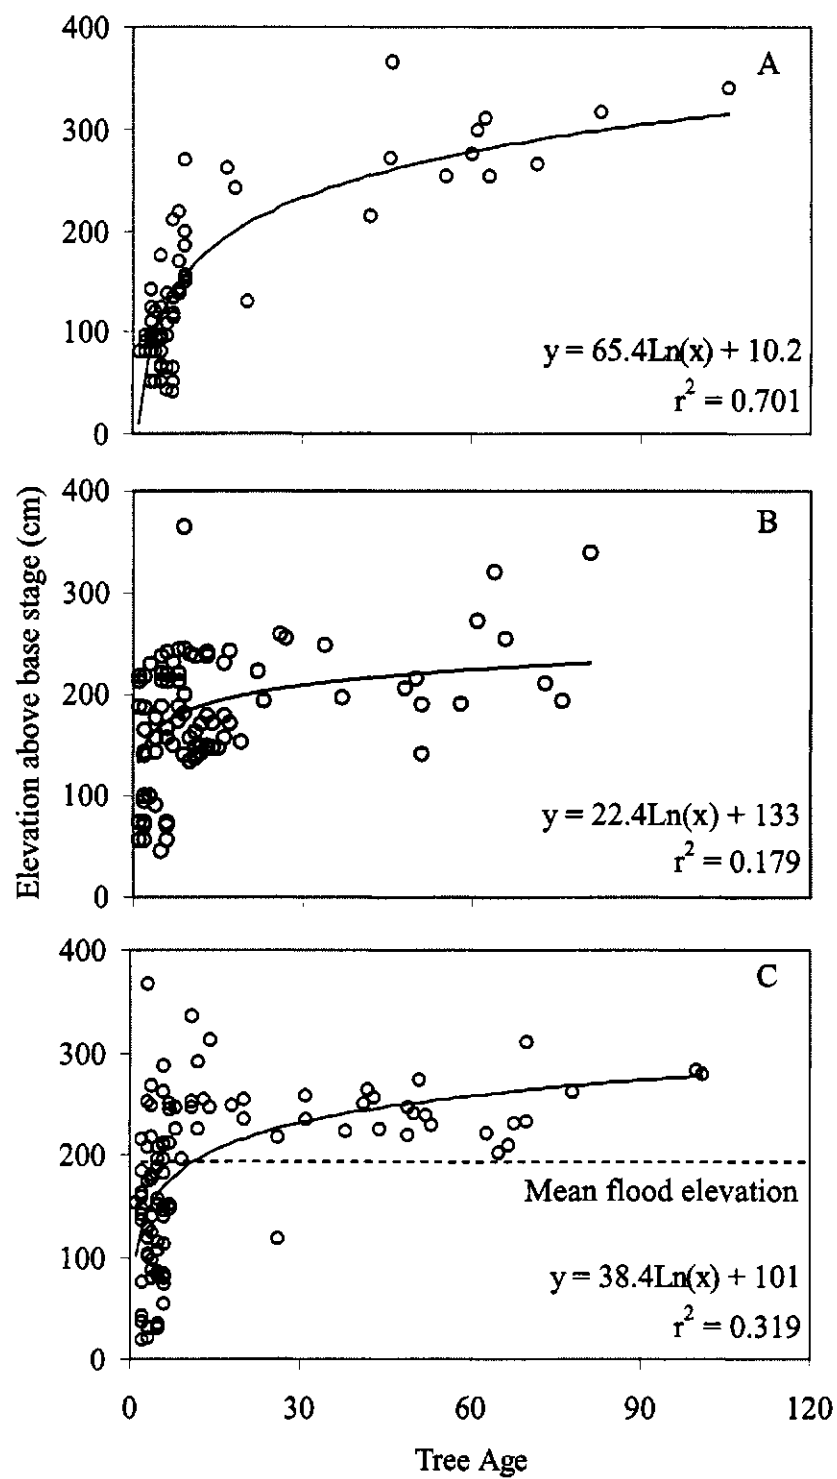 400
A
300
200
100
y = 65.4Ln(x) + 10.2
r² = 0.701
0
Elevation above base stage (cm)
400
B
300
200
100
y = 22.4Ln(x) + 133
r² = 0.179
0
400
C
300
200
Mean flood elevation
100
y = 38.4Ln(x) + 101
r² = 0.319
0
0 30 60 90 120
Tree Age